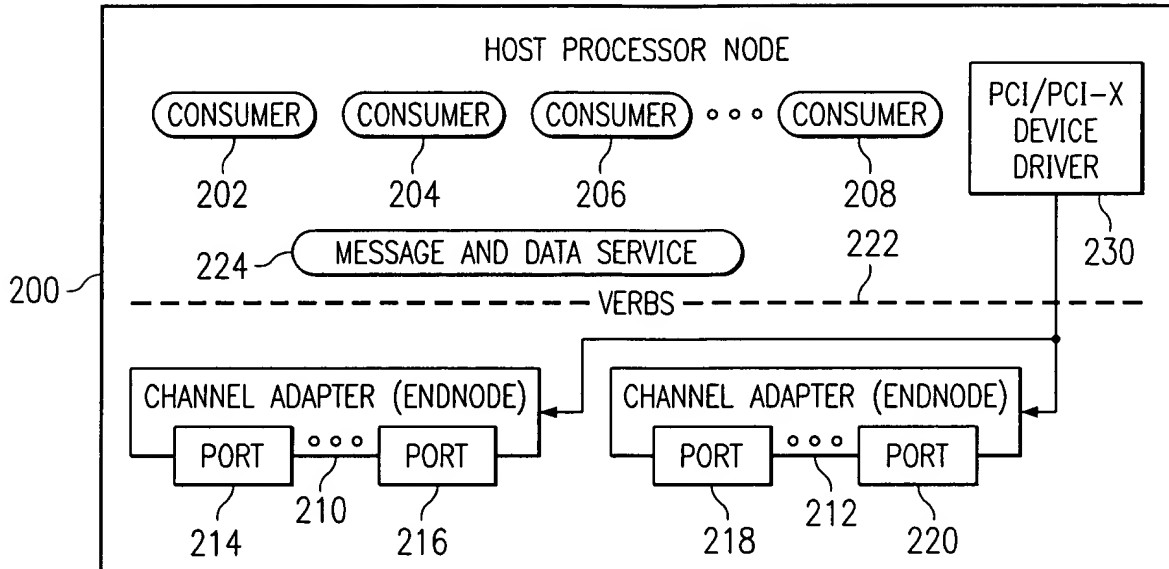 HOST PROCESSOR NODE
CONSUMER
CONSUMER
CONSUMER
CONSUMER
PCI/PCI-X
DEVICE
DRIVER
202
204
206
208
230
224
MESSAGE AND DATA SERVICE
222
200
VERBS
CHANNEL ADAPTER (ENDNODE)
CHANNEL ADAPTER (ENDNODE)
PORT
PORT
PORT
PORT
214
210
216
218
212
220